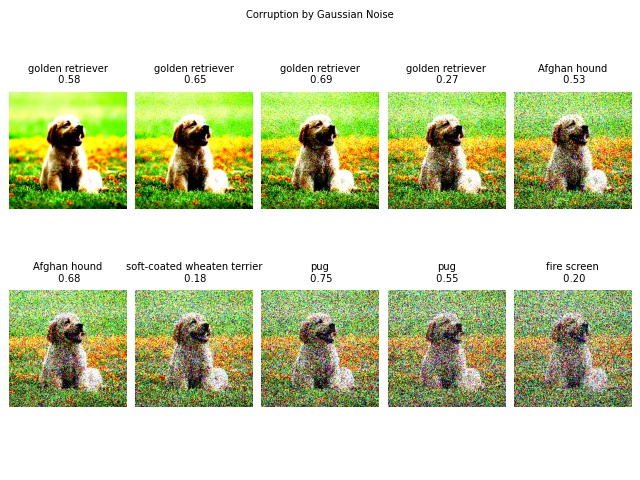 Corruption by Gaussian Noise
golden retriever
0.58
golden retriever
0.65
golden retriever
0.69
golden retriever
0.27
Afghan hound
0.53
Afghan hound
0.68
soft-coated wheaten terrier
0.18
pug
0.75
pug
0.55
fire screen
0.20